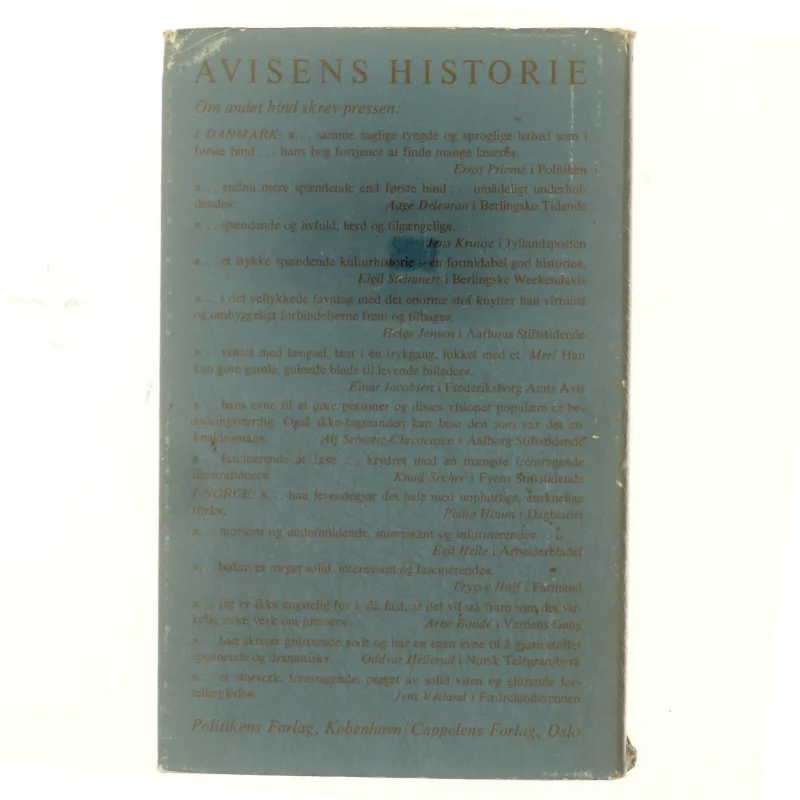 AVISENS HISTORIE
Om andet bind skrev pressen:
I DANMARK: »... samme saglige tyngde og sproglige lethed som i
første bind ... hans bog fortjener at finde mange læsere«.
Ernst Priemé i Politiken
»... endnu mere spændende end første bind ... umådeligt underhol-
dende«. Aage Deleuran i Berlingske Tidende
»... spændende og livfuld, lærd og tilgængelig«.
Jens Kruuse i Jyllandsposten
»... et stykke spændende kulturhistorie – en formidabel god historie«.
Eigil Steinmetz i Berlingske Weekendavis
»... i det vellykkede favntag med det enorme stof knytter han virtuost
og omhyggeligt forbindelserne frem og tilbage«.
Helge Jensen i Aarhuus Stiftstidende
»... ventet med længsel, læst i én trykgang, lukket med et: Mer! Han
kan gøre gamle, gulnede blade til levende billeder«.
Einar Jacobsen i Frederiksborg Amts Avis
»... hans evne til at gøre personer og disses visioner populære er be-
undringsværdig. Også ikke-fagmanden kan læse den som var det en
knaldroman«. Alf Schiøtz-Christensen i Aalborg Stiftstidende
»... fascinerende at læse ... krydret med en mængde fremragende
illustrationer«. Knud Secher i Fyens Stiftstidende
I NORGE: »... han levendegjør det hele med uophørlige, anskuelige
trekk«. Philip Houm i Dagbladet
»... morsom og underholdende, interessant og informerende«...
Egil Helle i Arbeiderbladet
»... boken er meget solid, interessant og fascinerende«.
Trygve Hoff i Farmand
»... jeg er ikke engstelig for å slå fast, at det vil stå fram som det vir-
kelig store verk om pressen«. Arne Bonde i Verdens Gang
»... han skriver gnistrende godt og har en egen evne til å gjøre stoffet
spennende og dramatisk«. Oddvar Hellerud i Norsk Telegrambyrå
»... et storverk, fremragende, preget av solid viten og glitrende for-
tellerglede«. Jens Vetland i Fædrelandsvennen
Politikens Forlag, København/Cappelens Forlag, Oslo